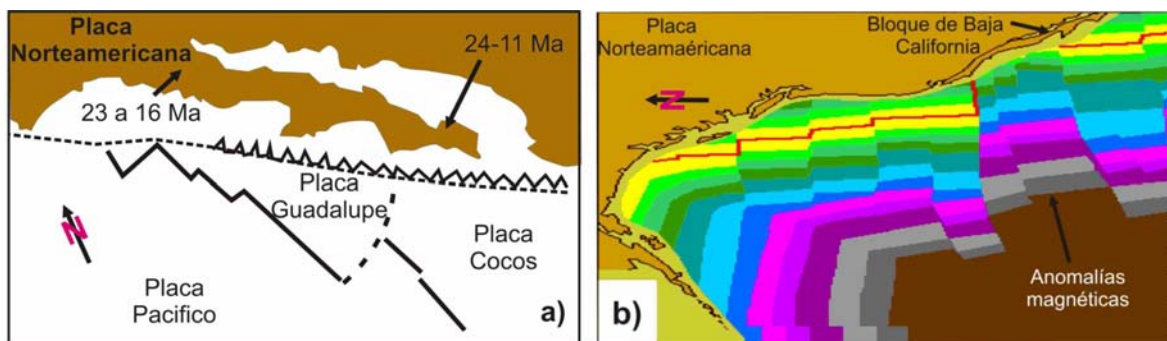 Placa
Norteamericana
24-11 Ma
23 a 16 Ma
Placa
Guadalupe
N
Placa
Cocos
Placa
Pacifico
a)
Placa
Norteamaéricana
Bloque de Baja
California
N
Anomalías
magnéticas
b)